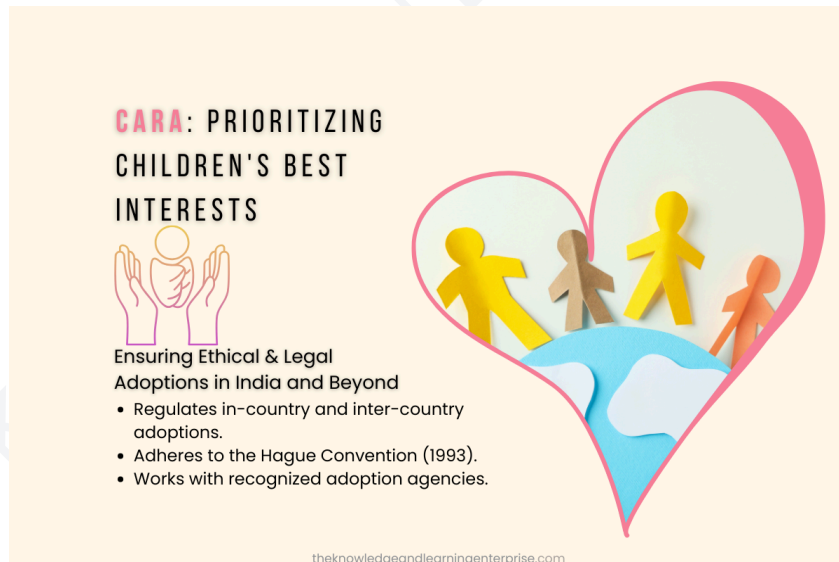 CARA: PRIORITIZING
CHILDREN'S BEST
INTERESTS
Ensuring Ethical & Legal
Adoptions in India and Beyond
• Regulates in-country and inter-country
adoptions.
• Adheres to the Hague Convention (1993).
• Works with recognized adoption agencies.
theknowledgeandlearningenterprise.com